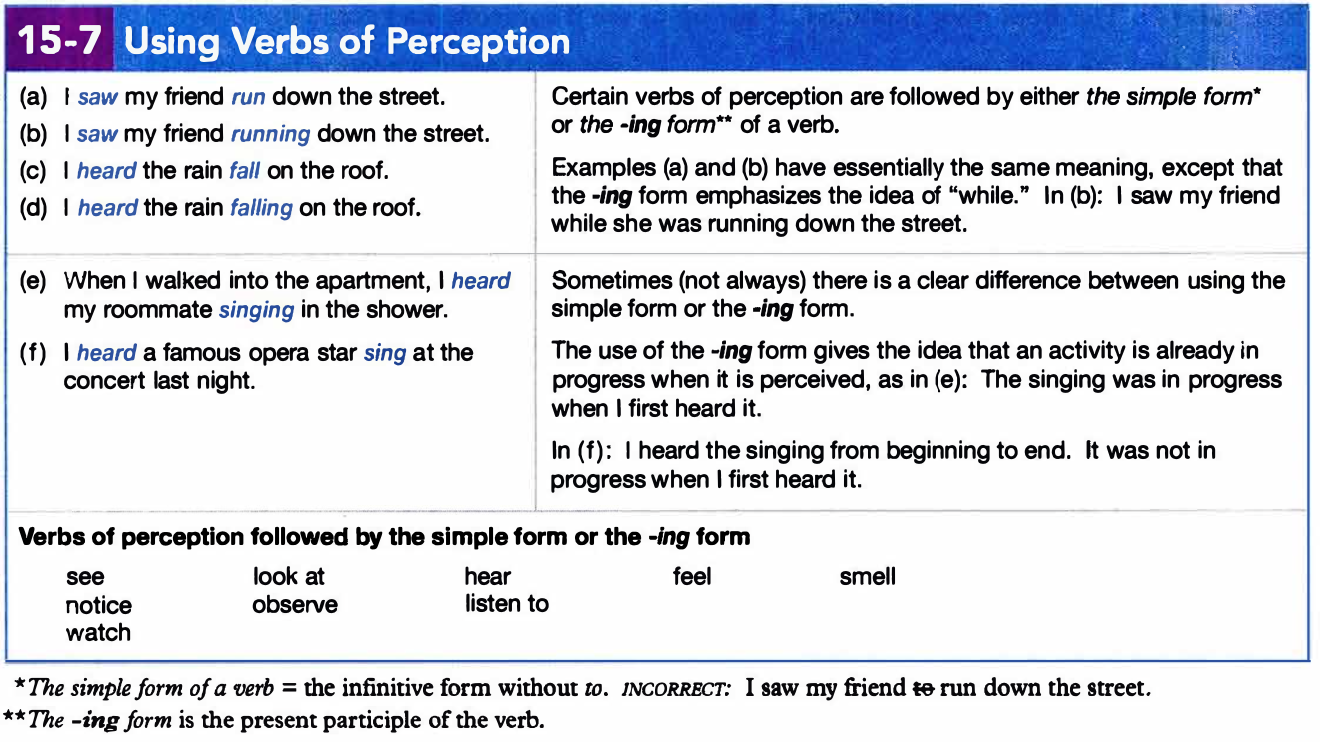 15-7 Using Verbs of Perception
(a) I saw my friend run down the street.
(b) I saw my friend running down the street.
(c) I heard the rain fall on the roof.
(d) I heard the rain falling on the roof.
Certain verbs of perception are followed by either the simple form*
or the -ing form** of a verb.
Examples (a) and (b) have essentially the same meaning, except that
the -ing form emphasizes the idea of “while.” In (b): I saw my friend
while she was running down the street.
(e) When I walked into the apartment, I heard
my roommate singing in the shower.
(f) I heard a famous opera star sing at the
concert last night.
Sometimes (not always) there is a clear difference between using the
simple form or the -ing form.
The use of the -ing form gives the idea that an activity is already in
progress when it is perceived, as in (e): The singing was in progress
when I first heard it.
In (f): I heard the singing from beginning to end. It was not in
progress when I first heard it.
Verbs of perception followed by the simple form or the -ing form
see look at hear feel smell
notice observe listen to
watch
*The simple form of a verb = the infinitive form without to. INCORRECT: I saw my friend to run down the street.
**The -ing form is the present participle of the verb.